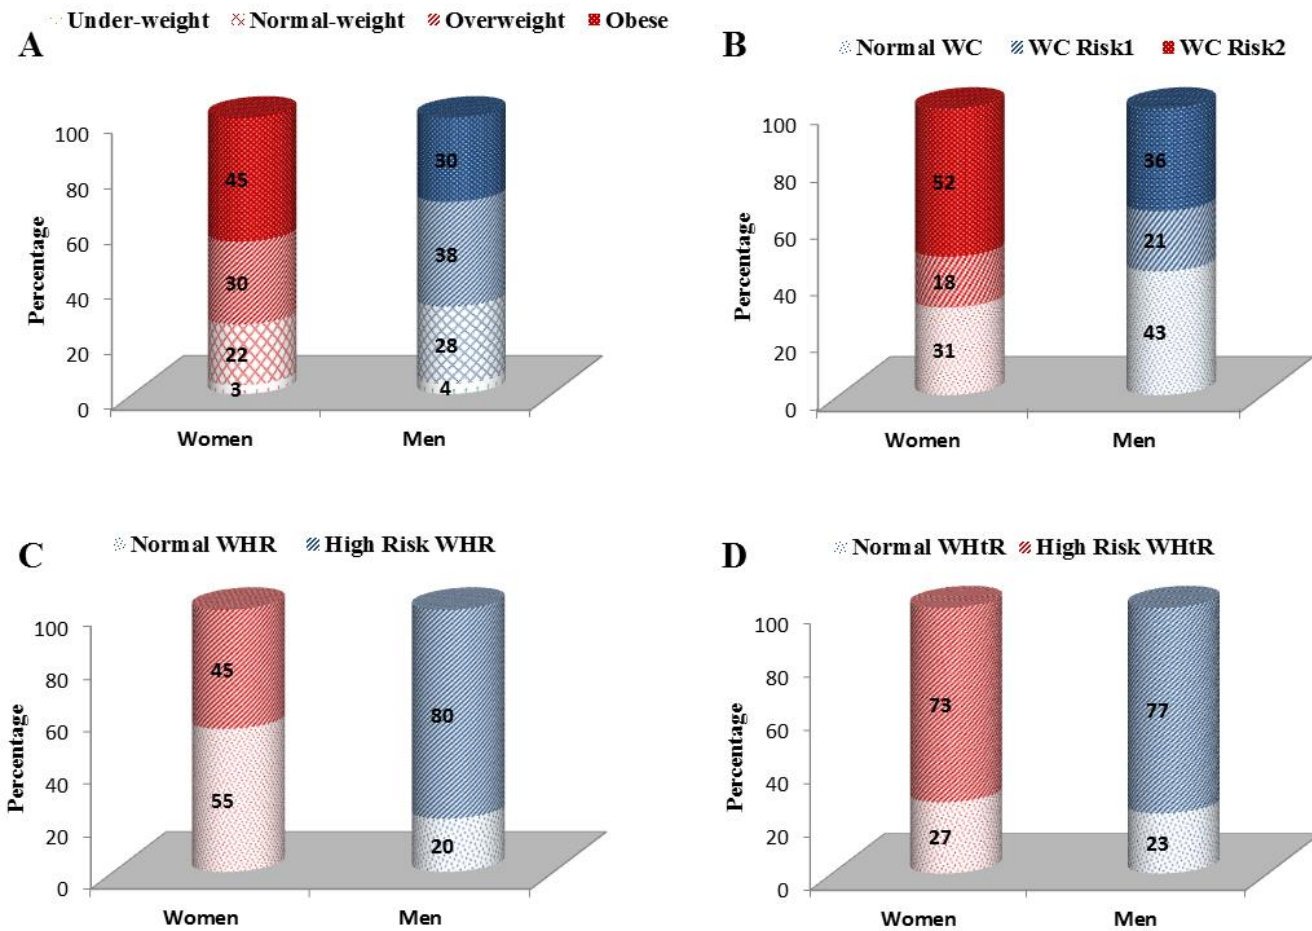 Under-weight Normal-weight Overweight Obese
A
100
80
60
40
20
0
Percentage
45
30
22
3
30
38
28
4
Women Men
B
Normal WC WC Risk1 WC Risk2
100
80
60
40
20
0
Percentage
52
18
31
36
21
43
Women Men
C
Normal WHR High Risk WHR
100
80
60
40
20
0
Percentage
45
55
80
20
Women Men
D
Normal WHtR High Risk WHtR
100
80
60
40
20
0
Percentage
73
27
77
23
Women Men